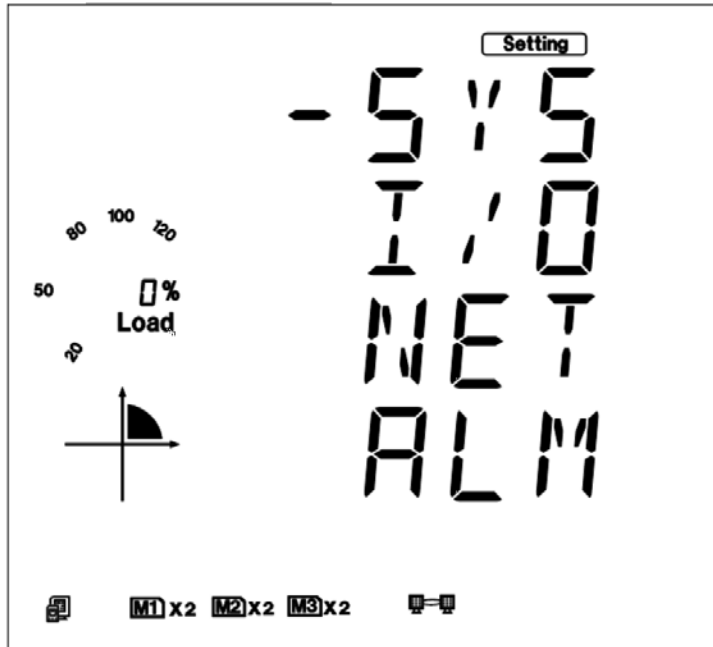 Setting
-SYS
I/O
NET
ALM
80 100 120
50 0%
Load
20
M1 X2 M2 X2 M3 X2